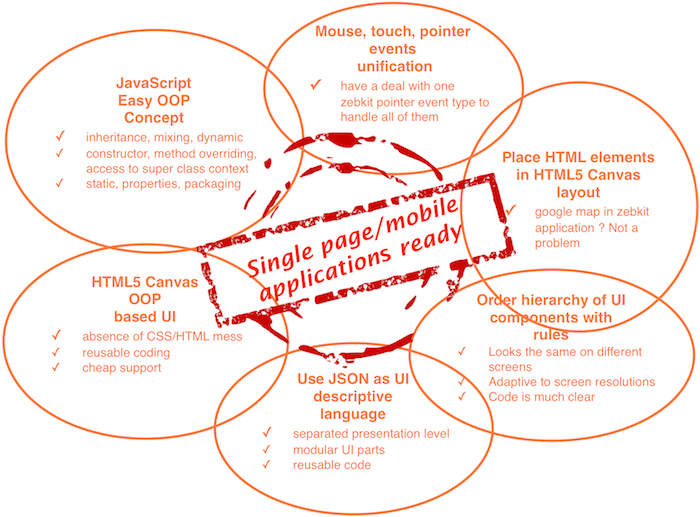 Mouse, touch, pointer
events
unification
✓ have a deal with one
zebkit pointer event type to
handle all of them
JavaScript
Easy OOP
Concept
✓ inheritance, mixing, dynamic
✓ constructor, method overriding,
access to super class context
✓ static, properties, packaging
Place HTML elements
in HTML5 Canvas
layout
✓ google map in zebkit
application ? Not a
problem
Single page/mobile
applications ready
HTML5 Canvas
OOP
based UI
✓ absence of CSS/HTML mess
✓ reusable coding
✓ cheap support
Order hierarchy of UI
components with
rules
✓ Looks the same on different
screens
✓ Adaptive to screen resolutions
✓ Code is much clear
Use JSON as UI
descriptive
language
✓ separated presentation level
✓ modular UI parts
✓ reusable code